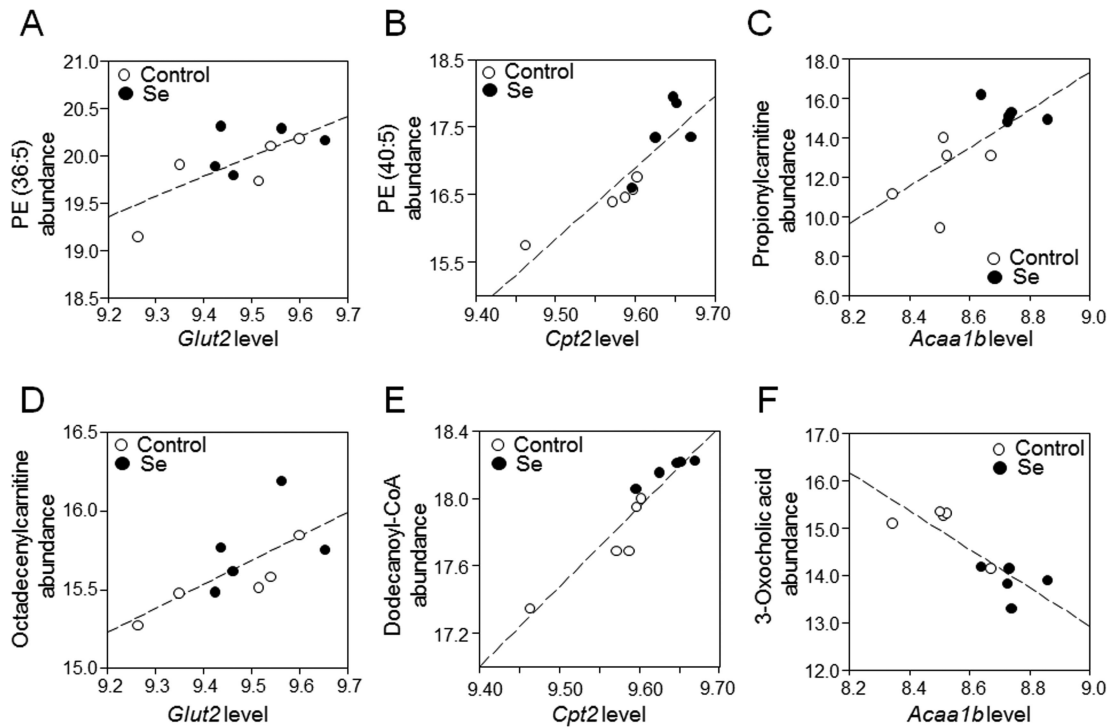 A
PE (36:5)
abundance
21.0
20.5
20.0
19.5
19.0
18.5
Control
Se
9.2 9.3 9.4 9.5 9.6 9.7
Glut2 level
B
PE (40:5)
abundance
18.5
17.5
16.5
15.5
Control
Se
9.40 9.50 9.60 9.70
Cpt2 level
C
Propionylcarnitine
abundance
18.0
16.0
14.0
12.0
10.0
8.0
6.0
Control
Se
8.2 8.4 8.6 8.8 9.0
Acaa1b level
D
Octadecenylcarnitine
abundance
16.5
16.0
15.5
15.0
Control
Se
9.2 9.3 9.4 9.5 9.6 9.7
Glut2 level
E
Dodecanoyl-CoA
abundance
18.4
18.0
17.6
17.2
Control
Se
9.40 9.50 9.60 9.70
Cpt2 level
F
3-Oxocholic acid
abundance
17.0
16.0
15.0
14.0
13.0
12.0
Control
Se
8.2 8.4 8.6 8.8 9.0
Acaa1b level